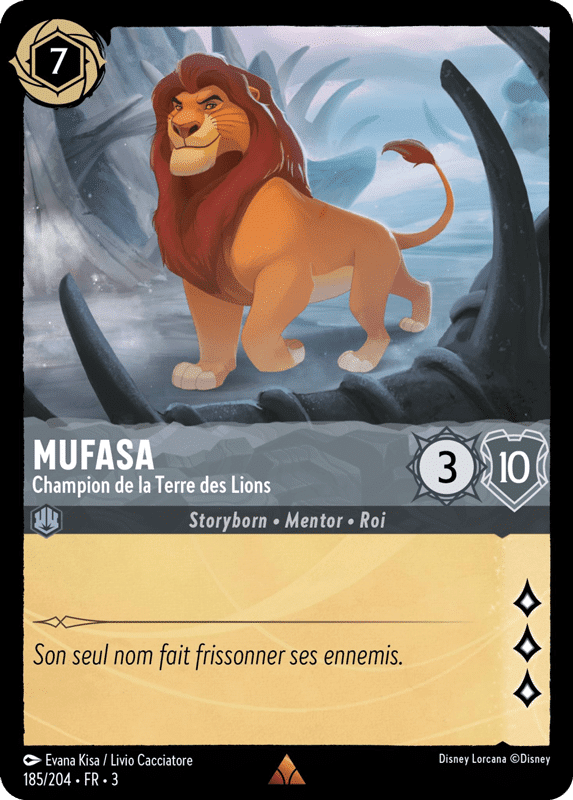 7
MUFASA
Champion de la Terre des Lions
3
10
Storyborn • Mentor • Roi
Son seul nom fait frissonner ses ennemis.
Evana Kisa / Livio Cacciatore
Disney Lorcana ©Disney
185/204 • FR • 3